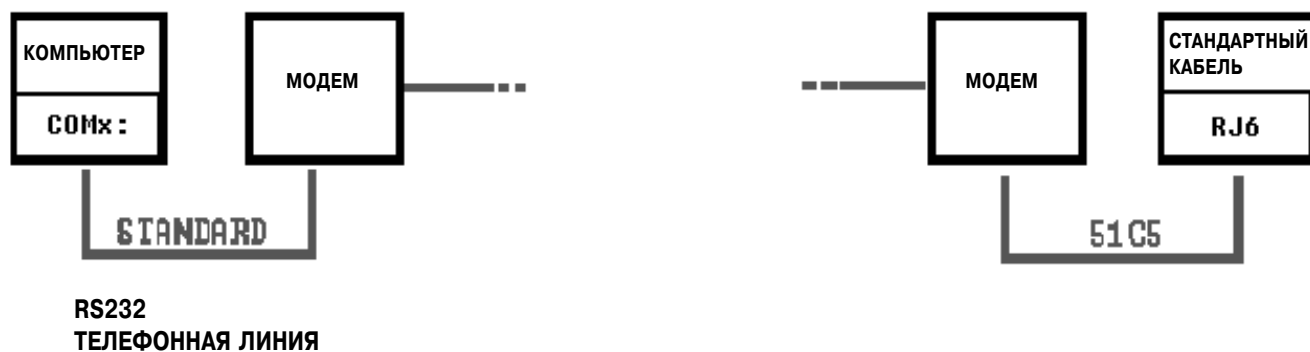 КОМПЬЮТЕР
COMx:
МОДЕМ
STANDARD
RS232
ТЕЛЕФОННАЯ ЛИНИЯ
МОДЕМ
СТАНДАРТНЫЙ
КАБЕЛЬ
RJ6
51C5